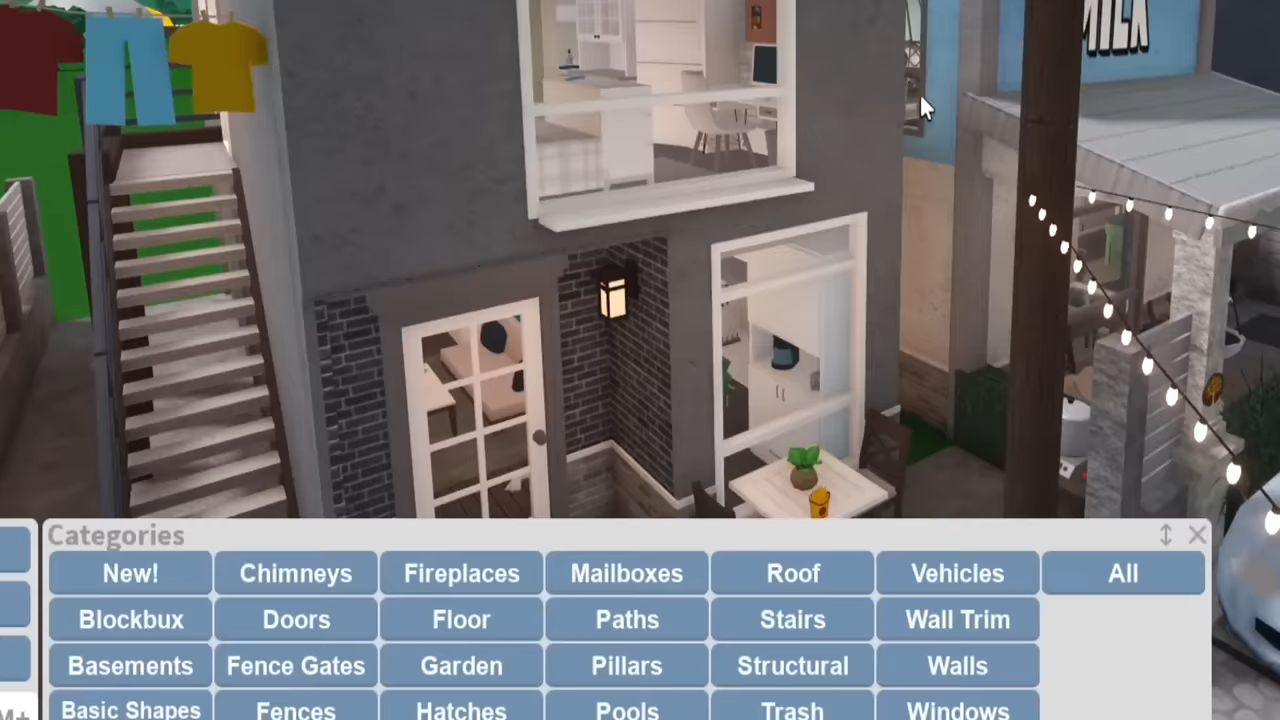 MILK
Categories
New! Chimneys Fireplaces Mailboxes Roof Vehicles All
Blockbux Doors Floor Paths Stairs Wall Trim
Basements Fence Gates Garden Pillars Structural Walls
Basic Shapes Fences Hatches Pools Trash Windows
M+